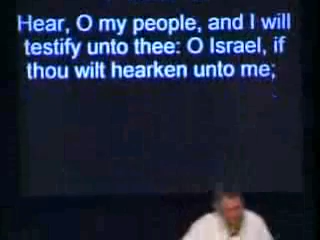 Hear, O my people, and I will
testify unto thee: O Israel, if
thou wilt hearken unto me;